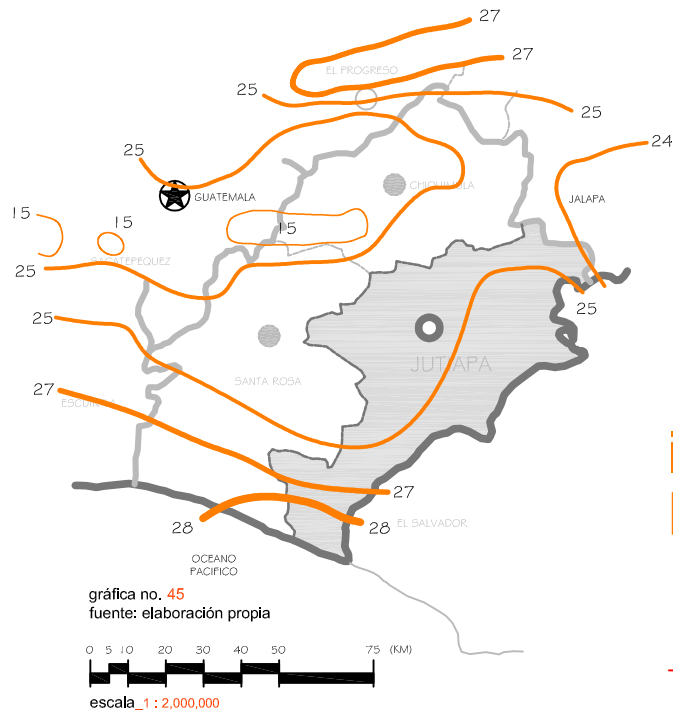 27
27
EL PROGRESO
25
25
25
24
CHIQUIMULA
GUATEMALA
JALAPA
15
15
15
SACATEPEQUEZ
25
25
25
JUTIAPA
SANTA ROSA
27
ESCUINTLA
27
28
28
EL SALVADOR
OCEANO
PACIFICO
gráfica no. 45
fuente: elaboración propia
0 5 10 20 30 40 50 75 (KM)
escala_1 : 2,000,000